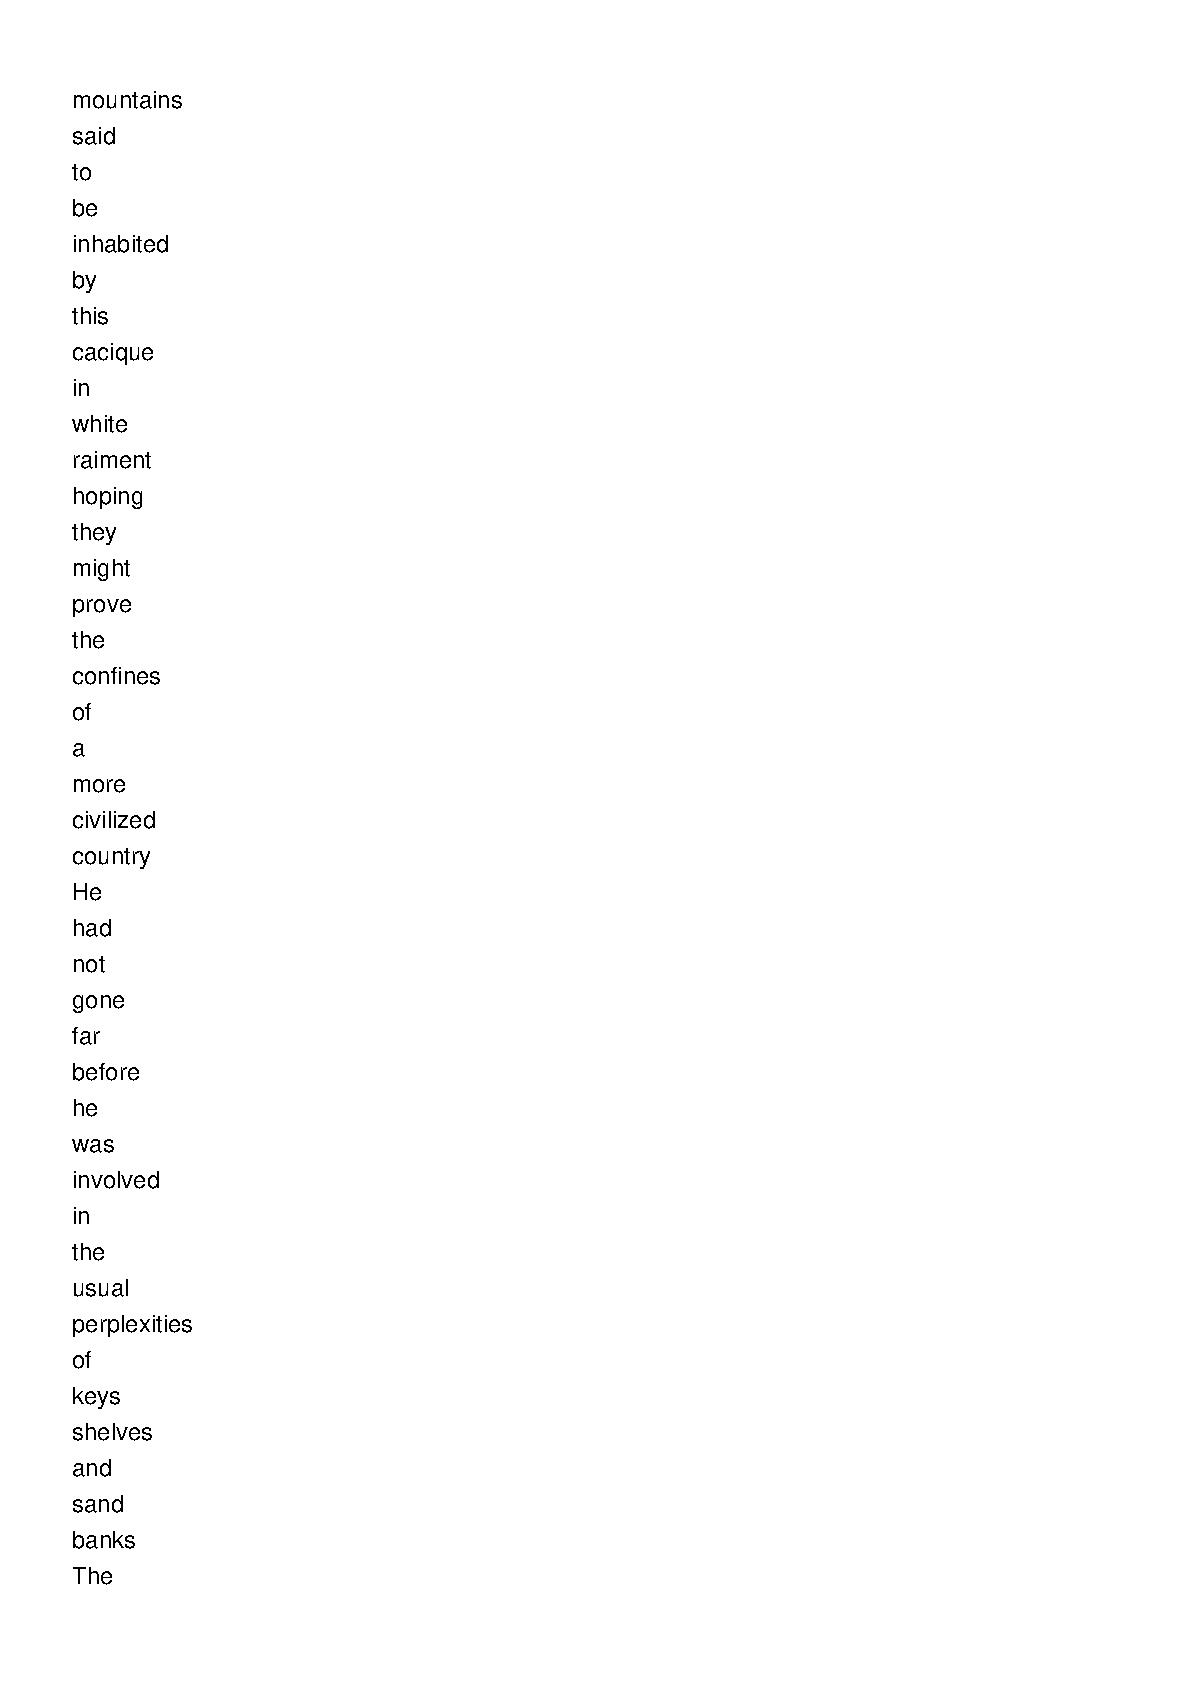 mountains
said
to
be
inhabited
by
this
cacique
in
white
raiment
hoping
they
might
prove
the
confines
of
a
more
civilized
country
He
had
not
gone
far
before
he
was
involved
in
the
usual
perplexities
of
keys
shelves
and
sand
banks
The